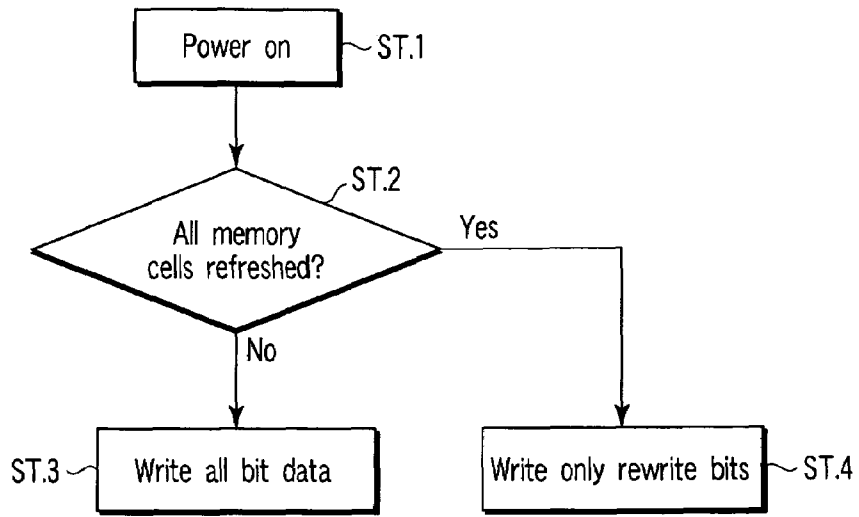 Power on
ST.1
ST.2
All memory
cells refreshed?
Yes
No
ST.3
Write all bit data
Write only rewrite bits
ST.4